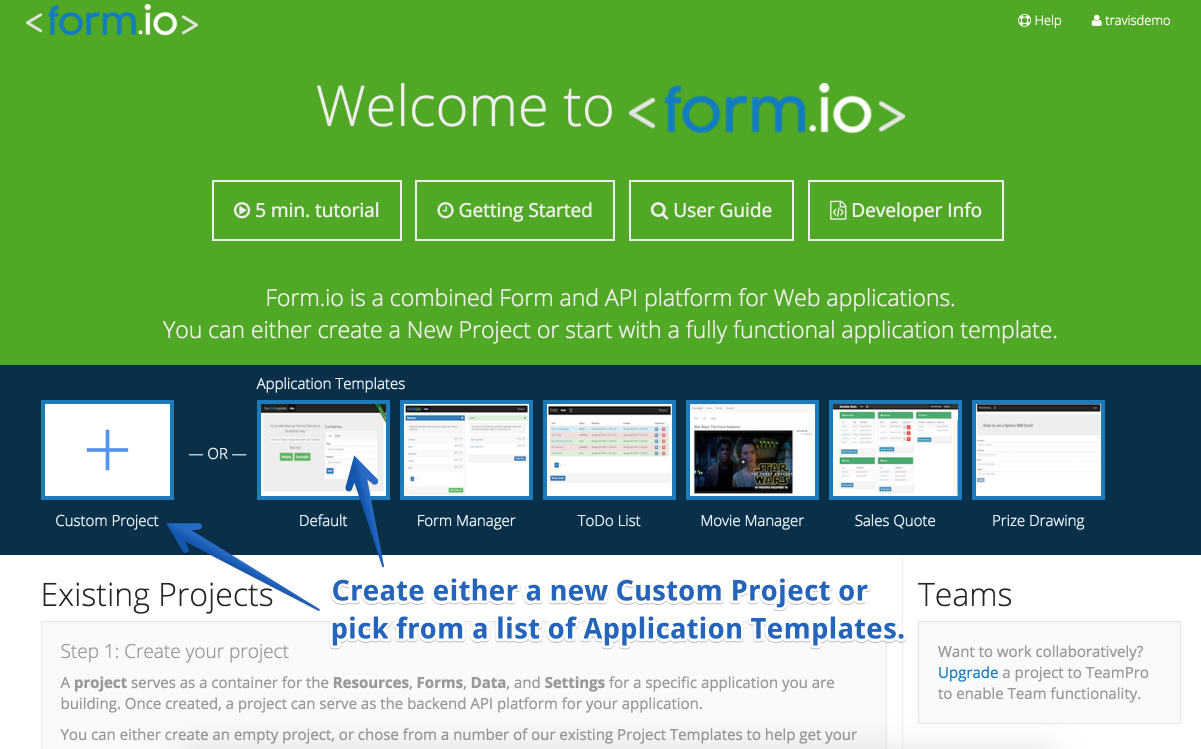 <form.io>
Help
travisdemo
Welcome to <form.io>
5 min. tutorial
Getting Started
User Guide
Developer Info
Form.io is a combined Form and API platform for Web applications.
You can either create a New Project or start with a fully functional application template.
Application Templates
— OR —
Custom Project
Default
Form Manager
ToDo List
Movie Manager
Sales Quote
Prize Drawing
Create either a new Custom Project or
pick from a list of Application Templates.
Existing Projects
Step 1: Create your project
A project serves as a container for the Resources, Forms, Data, and Settings for a specific application you are
building. Once created, a project can serve as the backend API platform for your application.
You can either create an empty project, or chose from a number of our existing Project Templates to help get your
Teams
Want to work collaboratively?
Upgrade a project to TeamPro
to enable Team functionality.